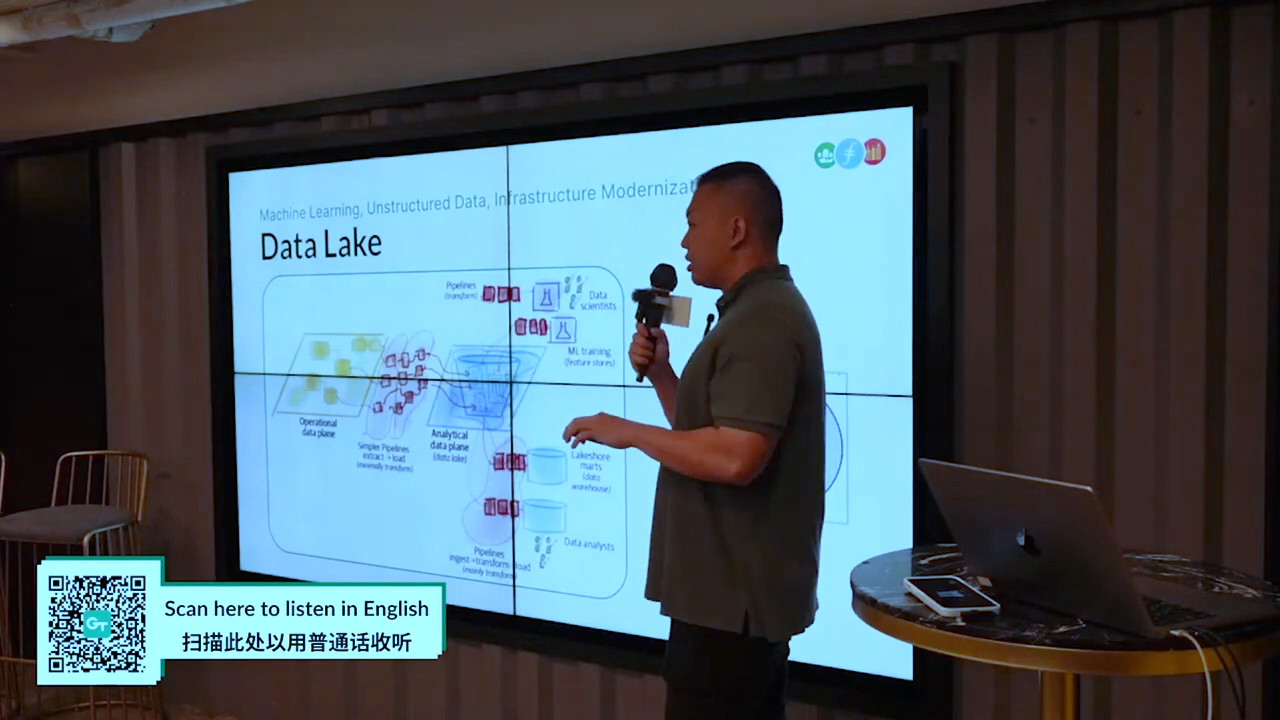 Machine Learning, Unstructured Data, Infrastructure Modernizat
Data Lake
Pipelines
(transform)
Data
scientists
ML training
(feature stores)
Operational
data plane
Simpler Pipelines
extract -> load
(minimally transform)
Analytical
data plane
(data lake)
Lakeshore
marts
(data
warehouse)
Data analysts
Pipelines
ingest->transform->load
(mainly transform)
GT
Scan here to listen in English
扫描此处以用普通话收听